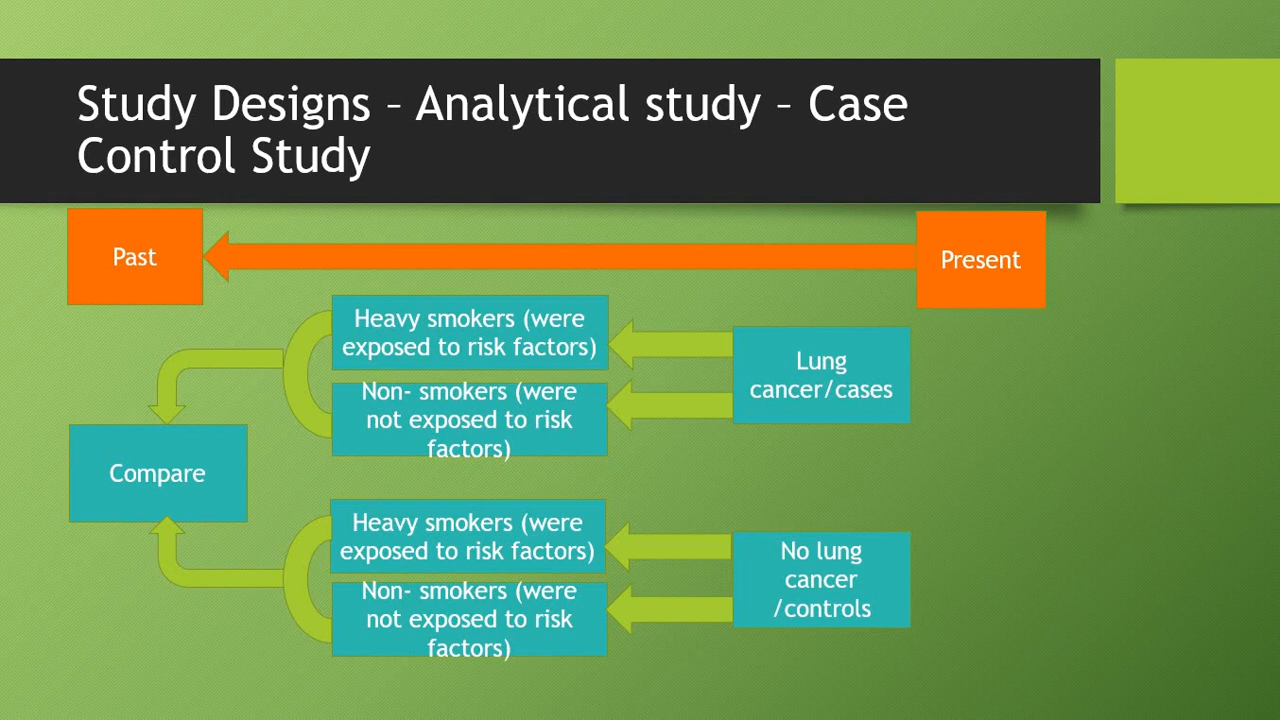 Study Designs – Analytical study – Case
Control Study
Past
Present
Heavy smokers (were
exposed to risk factors)
Non- smokers (were
not exposed to risk
factors)
Lung
cancer/cases
Compare
Heavy smokers (were
exposed to risk factors)
Non- smokers (were
not exposed to risk
factors)
No lung
cancer
/controls